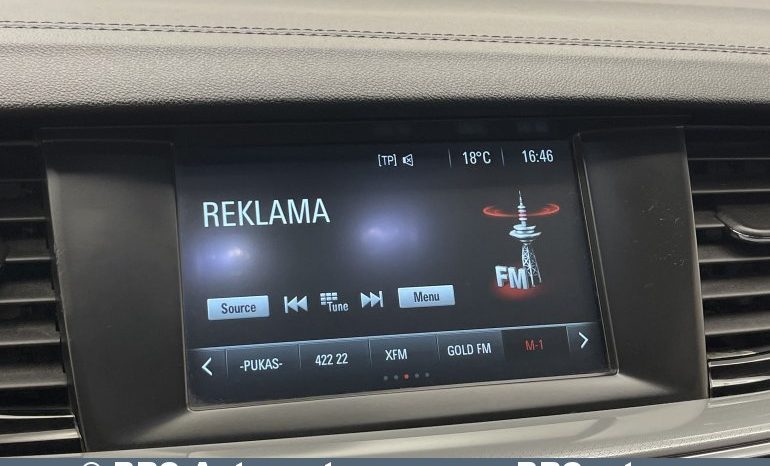 [TP] 18°C 16:46
REKLAMA
FM
Source Tune Menu
-PUKAS- 422 22 XFM GOLD FM M-1